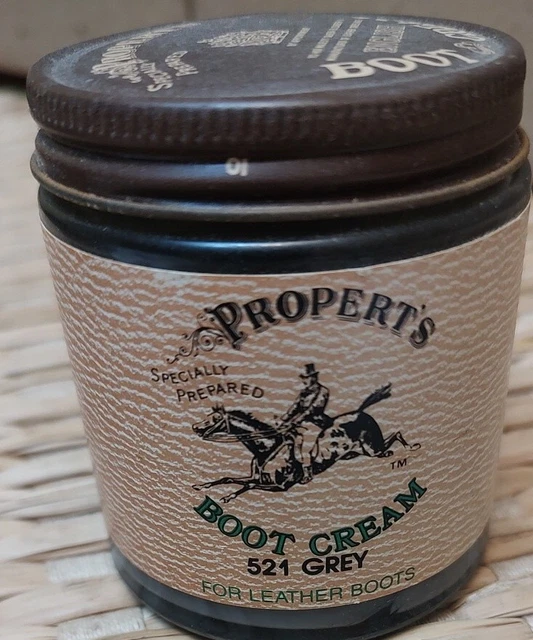 BOOT
PROPERT'S
SPECIALLY
PREPARED
TM
BOOT CREAM
521 GREY
FOR LEATHER BOOTS